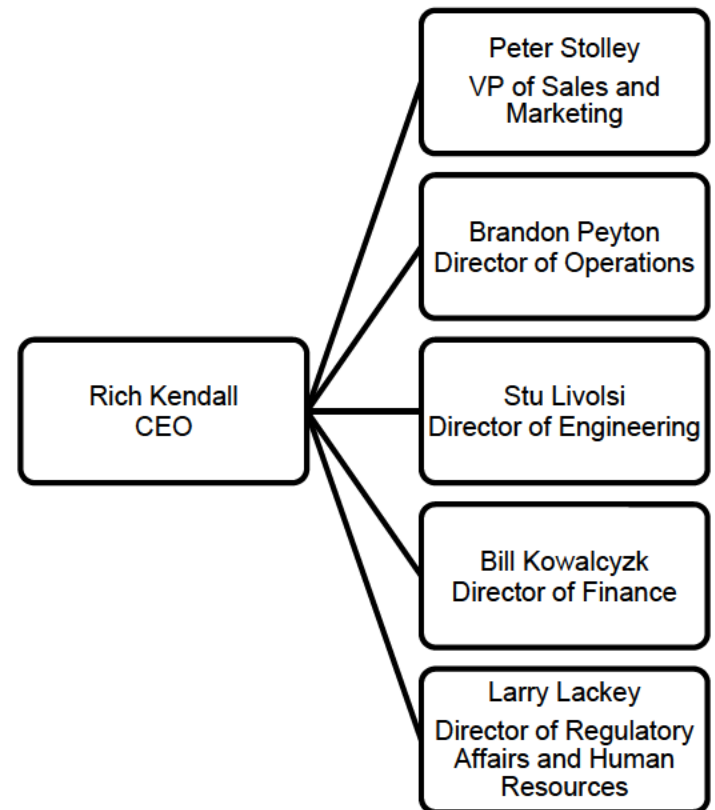 Peter Stolley
VP of Sales and
Marketing
Brandon Peyton
Director of Operations
Rich Kendall
CEO
Stu Livolsi
Director of Engineering
Bill Kowalcyzk
Director of Finance
Larry Lackey
Director of Regulatory
Affairs and Human
Resources